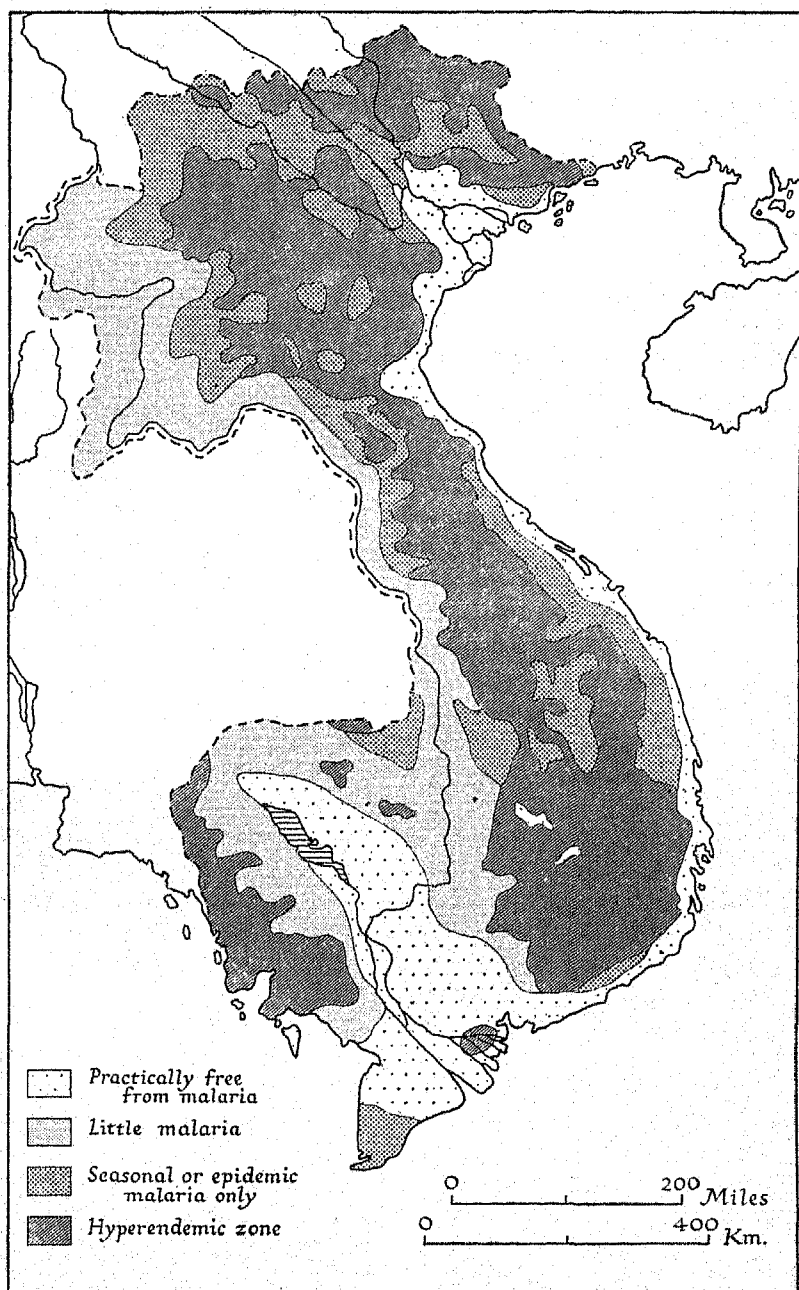 Practically free
from malaria
Little malaria
Seasonal or epidemic
malaria only
Hyperendemic zone
0 200 Miles
0 400 Km.